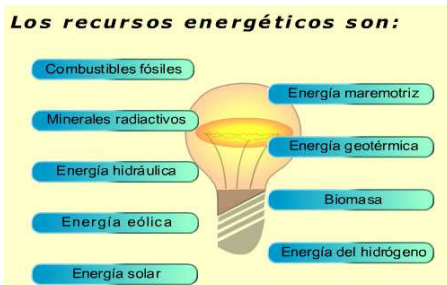 Los recursos energéticos son:
Combustibles fósiles
Minerales radiactivos
Energía hidráulica
Energía eólica
Energía solar
Energía maremotriz
Energía geotérmica
Biomasa
Energía del hidrógeno